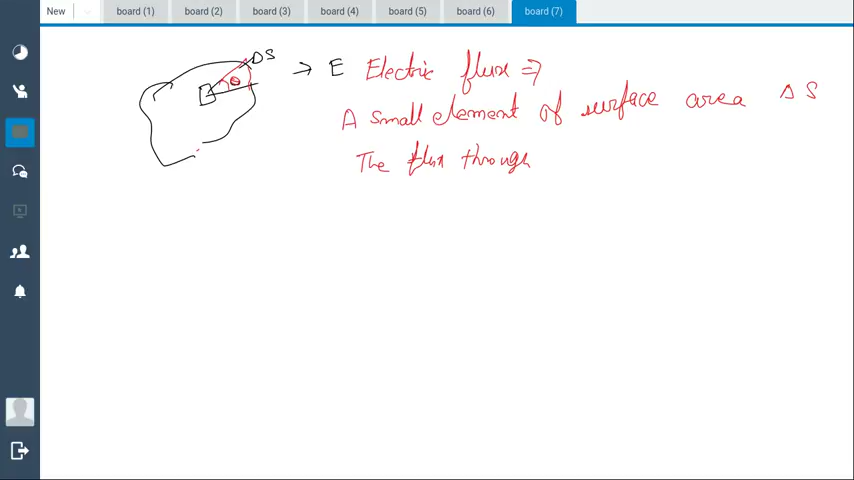 New board (1) board (2) board (3) board (4) board (5) board (6) board (7)
ΔS
θ
→ E Electric flux ⇒
A small element of surface area ΔS
The flux through